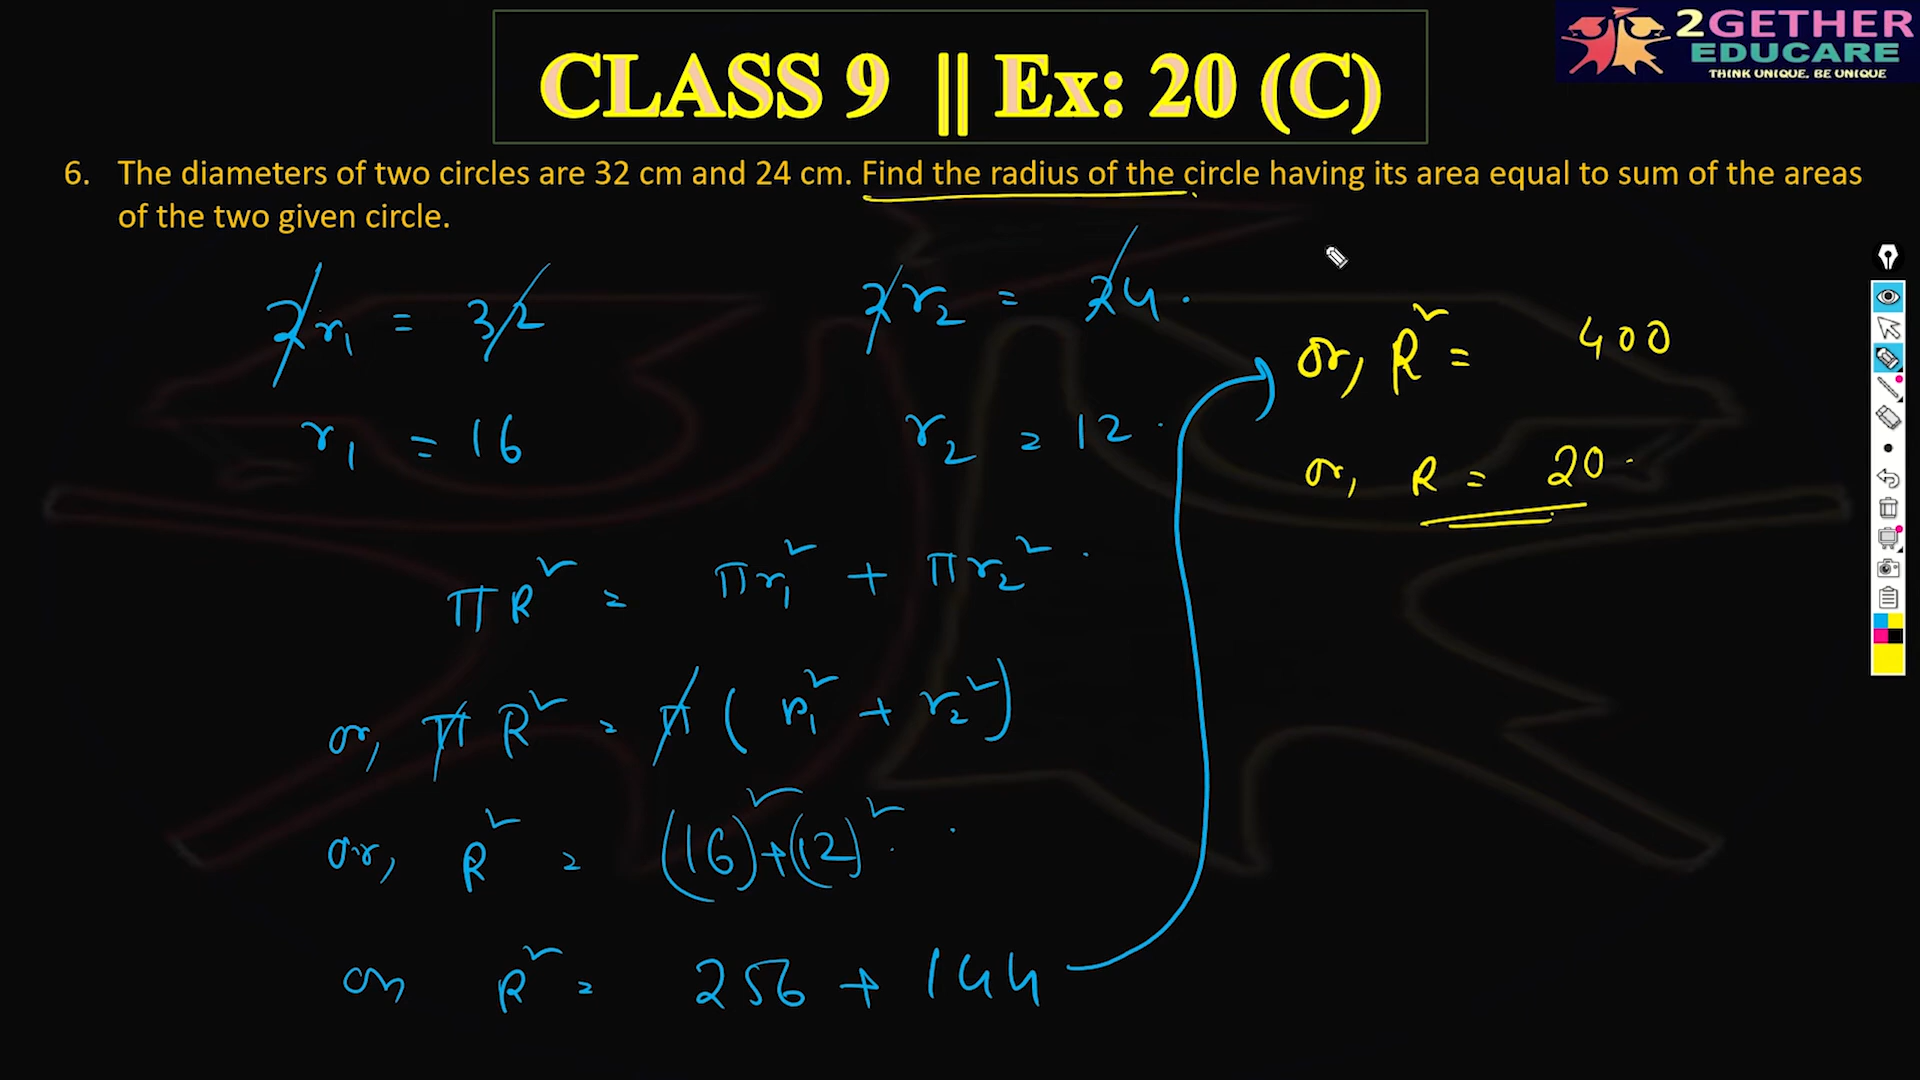 2GETHER
EDUCARE
THINK UNIQUE. BE UNIQUE
CLASS 9 || Ex: 20 (C)
6. The diameters of two circles are 32 cm and 24 cm. Find the radius of the circle having its area equal to sum of the areas
of the two given circle.
2r₁ = 32
2r₂ = 24.
r₁ = 16
r₂ = 12.
πR² = πr₁² + πr₂².
or, πR² = π(r₁² + r₂²)
or, R² = (16)²+(12)².
or R² = 256 + 144
or, R² = 400
or, R = 20.